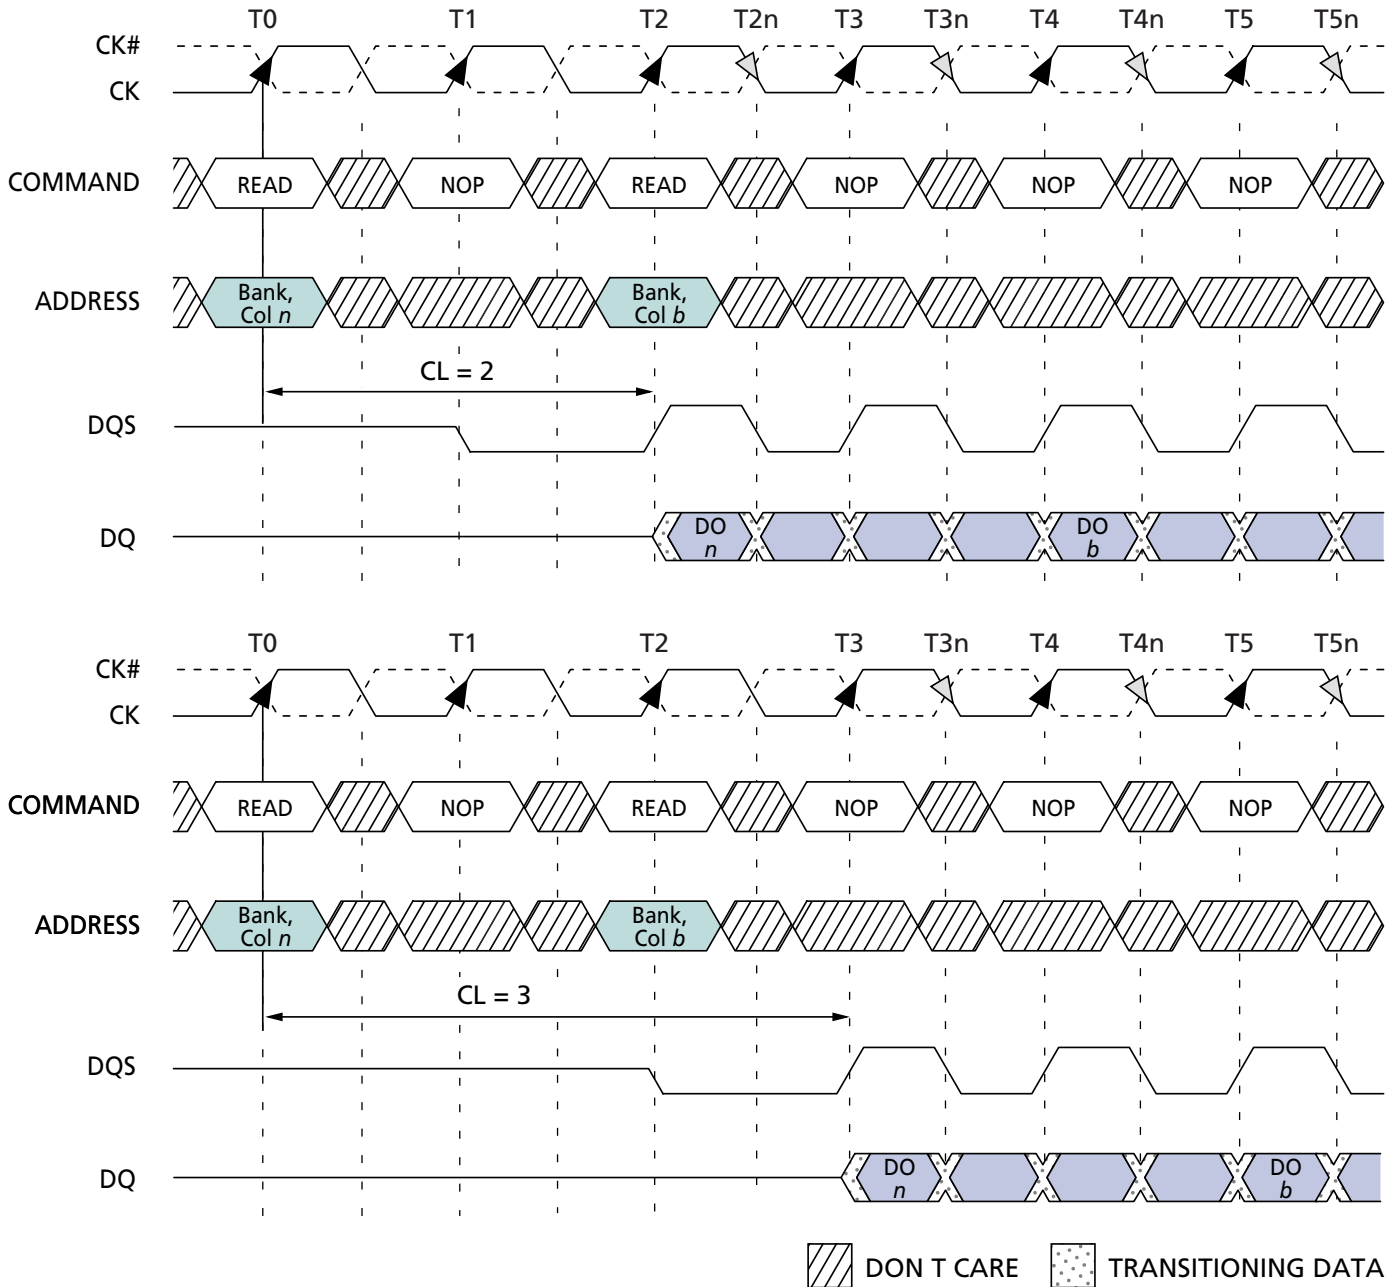 T0 T1 T2 T2n T3 T3n T4 T4n T5 T5n
CK#
CK
COMMAND READ NOP READ NOP NOP NOP
ADDRESS Bank, Col n Bank, Col b
CL = 2
DQS
DQ DO n DO b
T0 T1 T2 T3 T3n T4 T4n T5 T5n
CK#
CK
COMMAND READ NOP READ NOP NOP NOP
ADDRESS Bank, Col n Bank, Col b
CL = 3
DQS
DQ DO n DO b
DON T CARE TRANSITIONING DATA